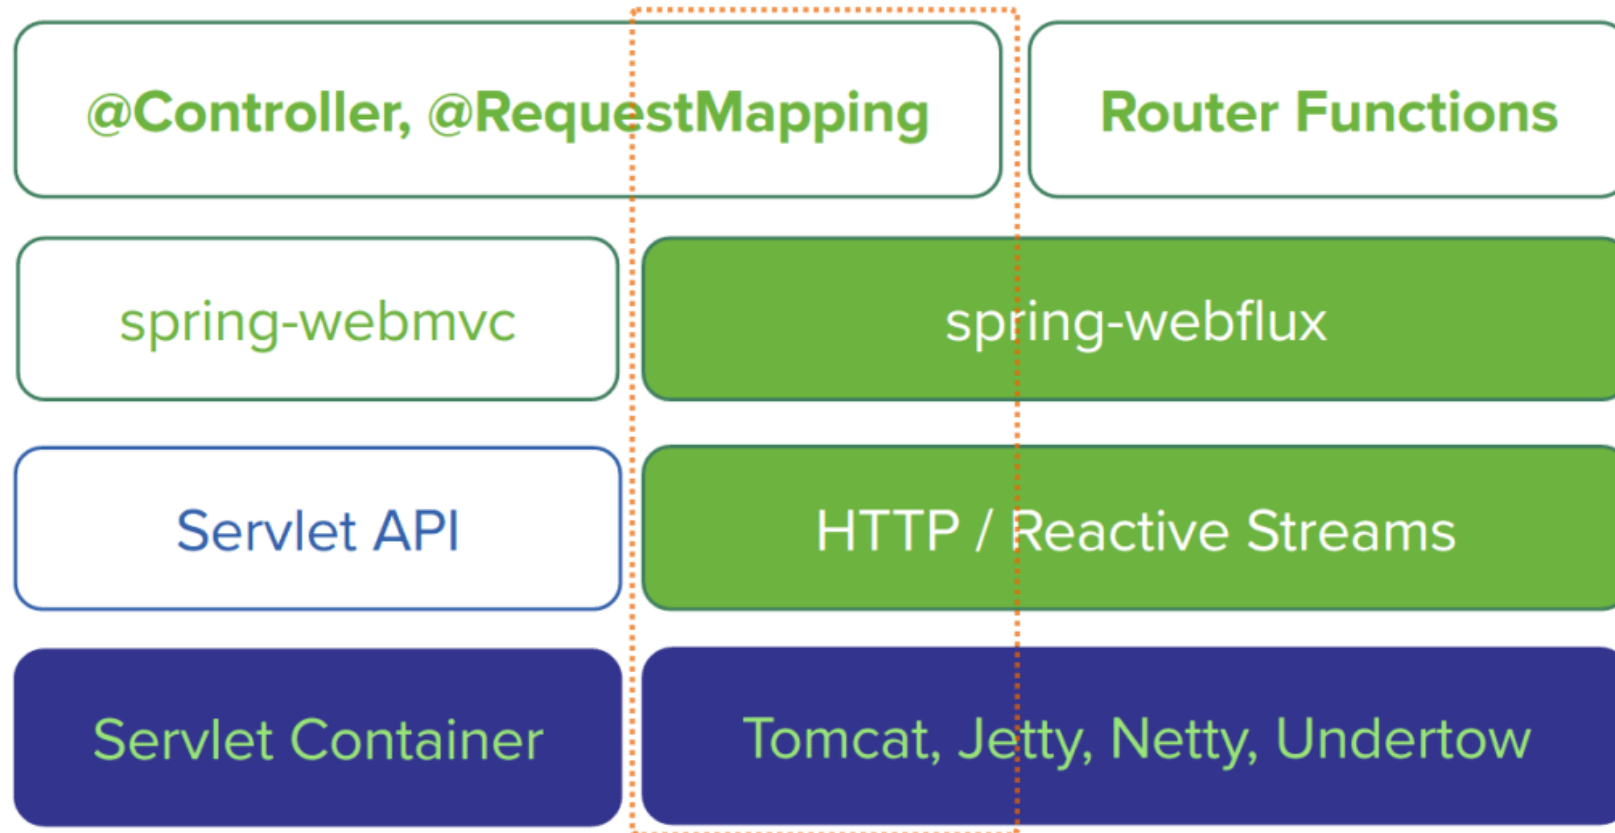 @Controller, @RequestMapping
Router Functions
spring-webmvc
spring-webflux
Servlet API
HTTP / Reactive Streams
Servlet Container
Tomcat, Jetty, Netty, Undertow